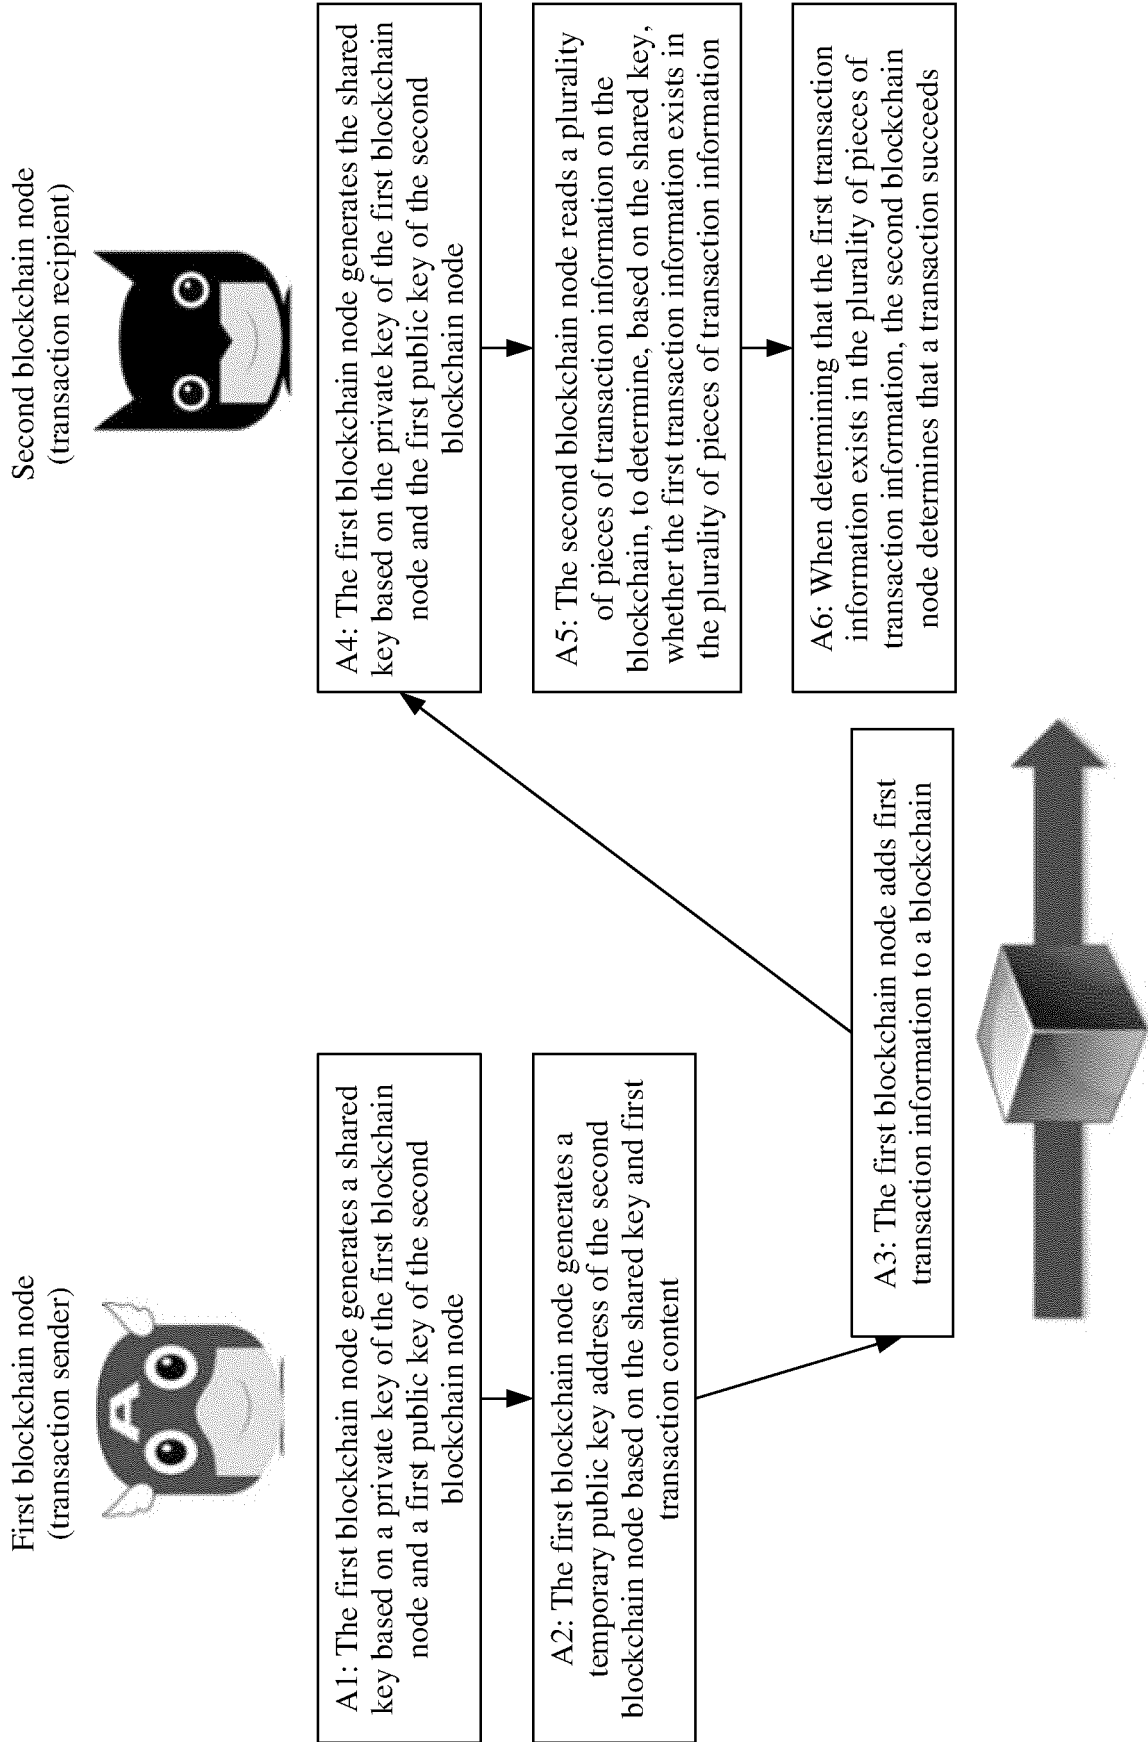 First blockchain node
(transaction sender)
Second blockchain node
(transaction recipient)
A
A1: The first blockchain node generates a shared
key based on a private key of the first blockchain
node and a first public key of the second
blockchain node
A2: The first blockchain node generates a
temporary public key address of the second
blockchain node based on the shared key and first
transaction content
A3: The first blockchain node adds first
transaction information to a blockchain
A4: The first blockchain node generates the shared
key based on the private key of the first blockchain
node and the first public key of the second
blockchain node
A5: The second blockchain node reads a plurality
of pieces of transaction information on the
blockchain, to determine, based on the shared key,
whether the first transaction information exists in
the plurality of pieces of transaction information
A6: When determining that the first transaction
information exists in the plurality of pieces of
transaction information, the second blockchain
node determines that a transaction succeeds